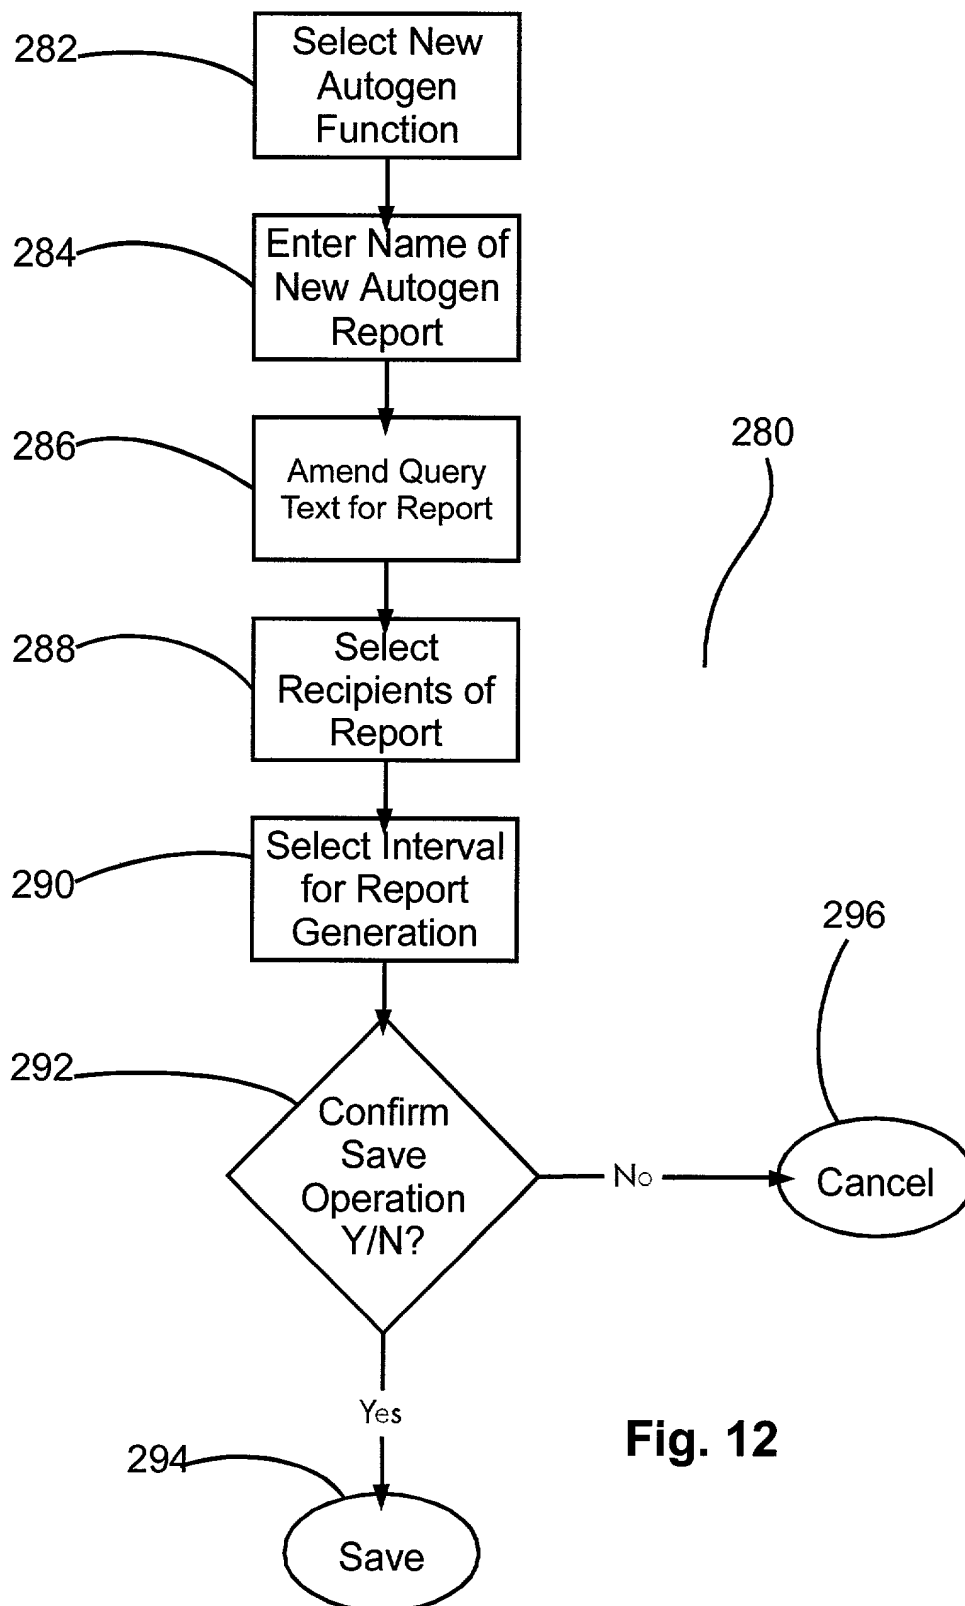 282
Select New
Autogen
Function
284
Enter Name of
New Autogen
Report
286
Amend Query
Text for Report
280
288
Select
Recipients of
Report
290
Select Interval
for Report
Generation
296
292
Confirm
Save
Operation
Y/N?
No
Cancel
Yes
Fig. 12
294
Save